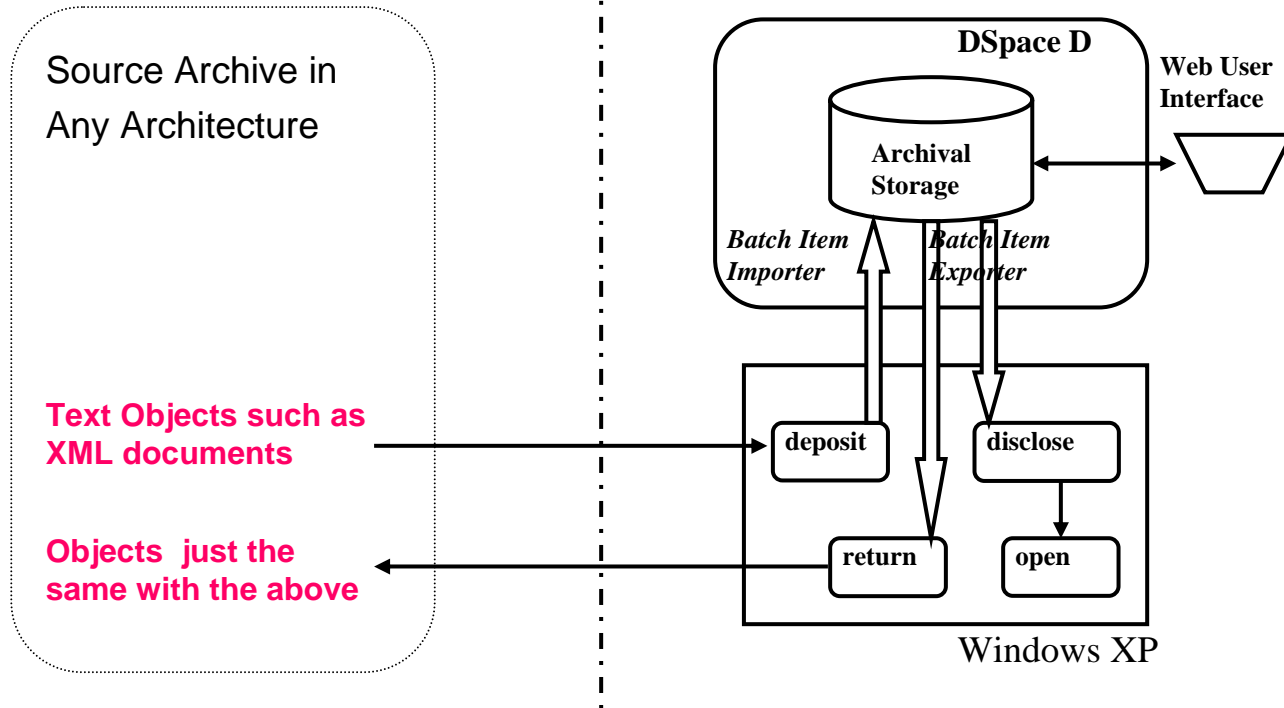 Source Archive in
Any Architecture
Text Objects such as
XML documents
Objects just the
same with the above
DSpace D
Web User
Interface
Archival
Storage
Batch Item
Importer
Batch Item
Exporter
deposit
disclose
return
open
Windows XP